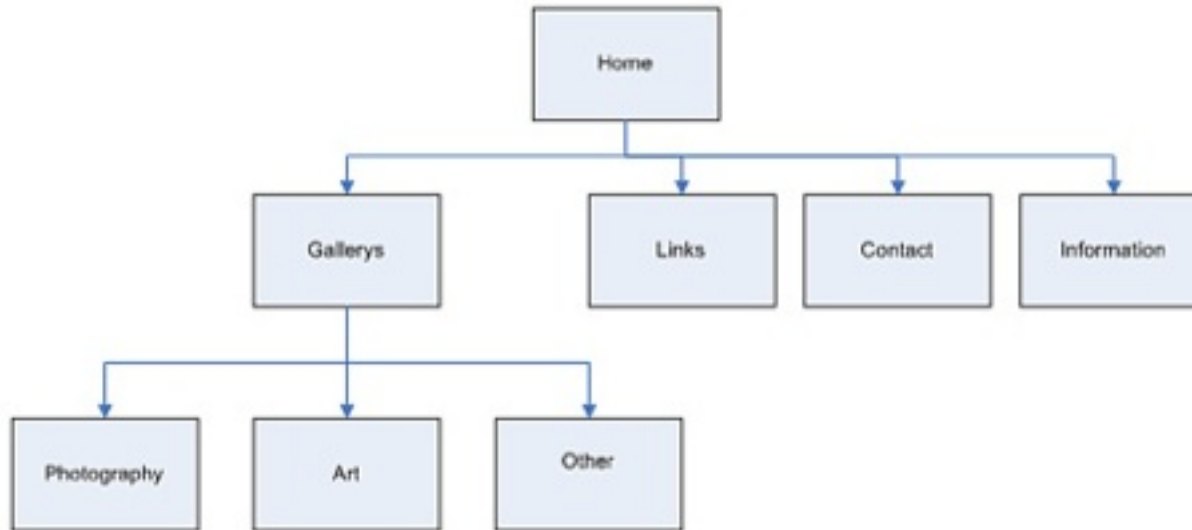 Home
Gallerys
Links
Contact
Information
Photography
Art
Other